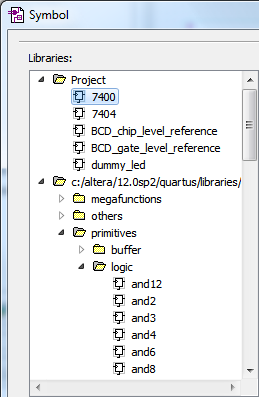 Symbol
Libraries:
Project
7400
7404
BCD_chip_level_reference
BCD_gate_level_reference
dummy_led
c:/altera/12.0sp2/quartus/libraries/
megafunctions
others
primitives
buffer
logic
and12
and2
and3
and4
and6
and8